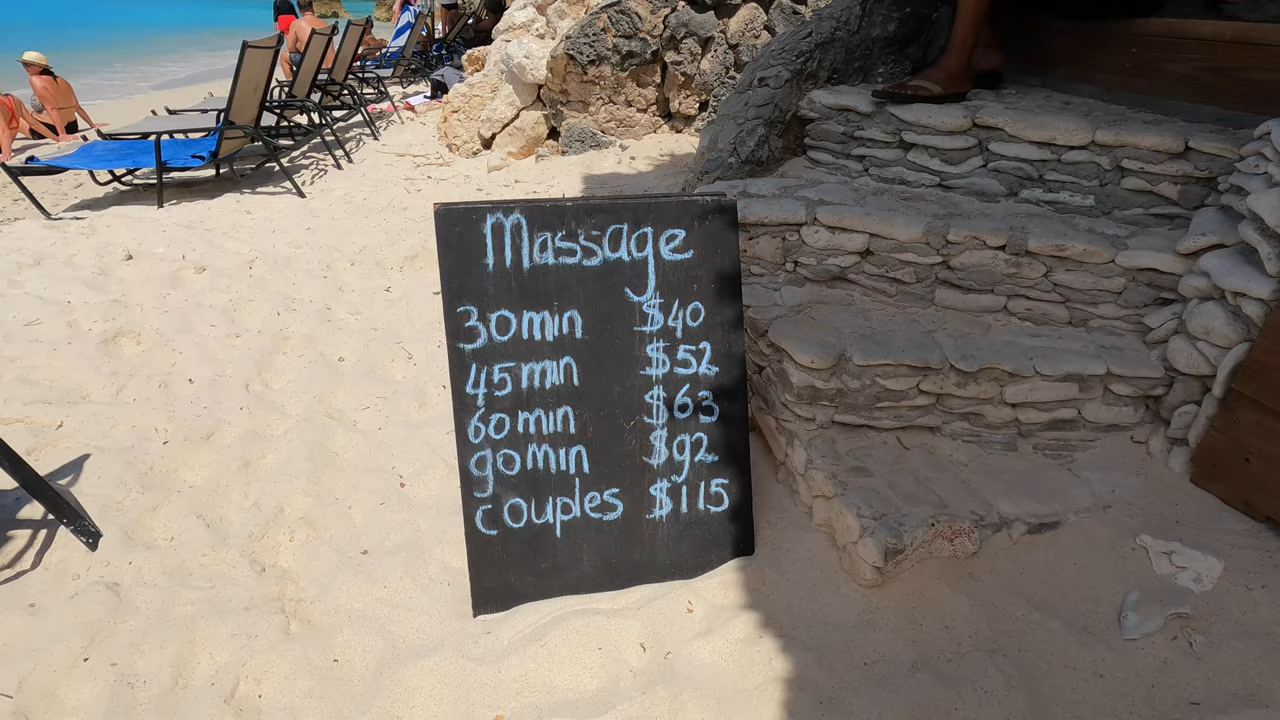 Massage
30min $40
45min $52
60min $63
90min $92
couples $115